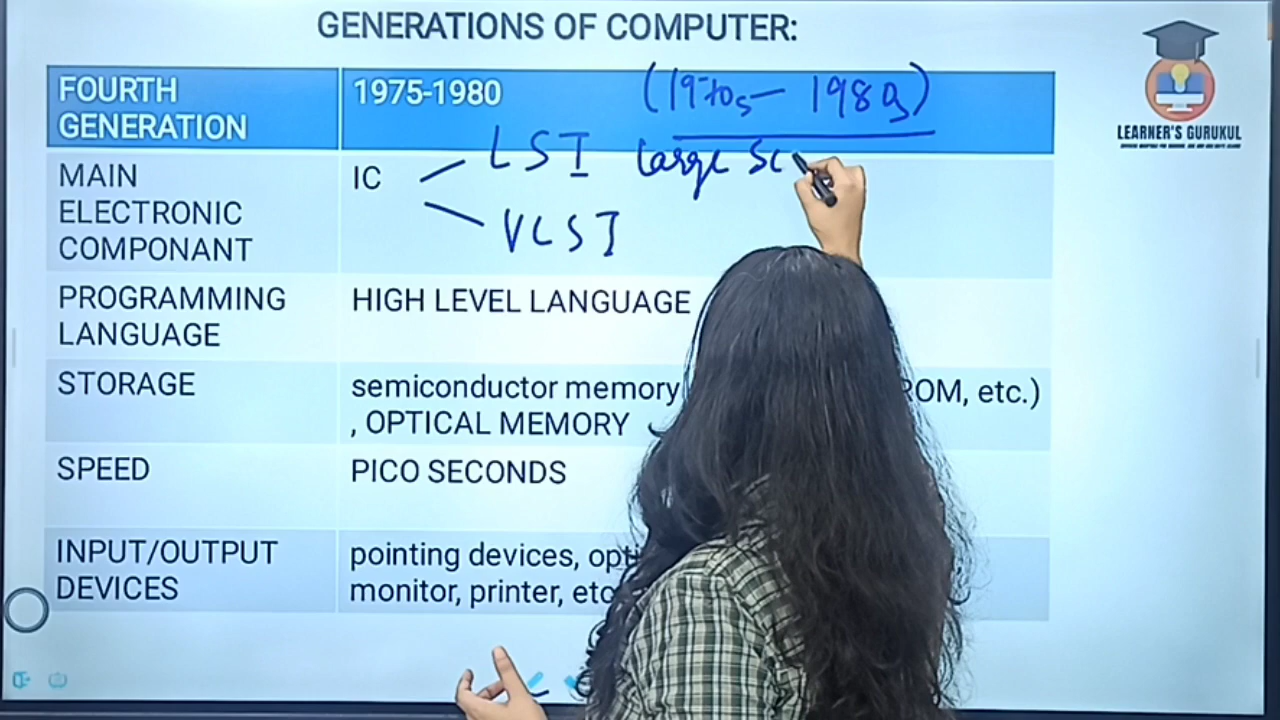 GENERATIONS OF COMPUTER:
LEARNER'S GURUKUL
FOURTH
GENERATION
1975-1980
(1970s - 1980s)
MAIN
ELECTRONIC
COMPONANT
IC
LSI Large Sc
VLSI
PROGRAMMING
LANGUAGE
HIGH LEVEL LANGUAGE
STORAGE
semiconductor memory ROM, etc.)
, OPTICAL MEMORY
SPEED
PICO SECONDS
INPUT/OUTPUT
DEVICES
pointing devices,
monitor, printer, etc